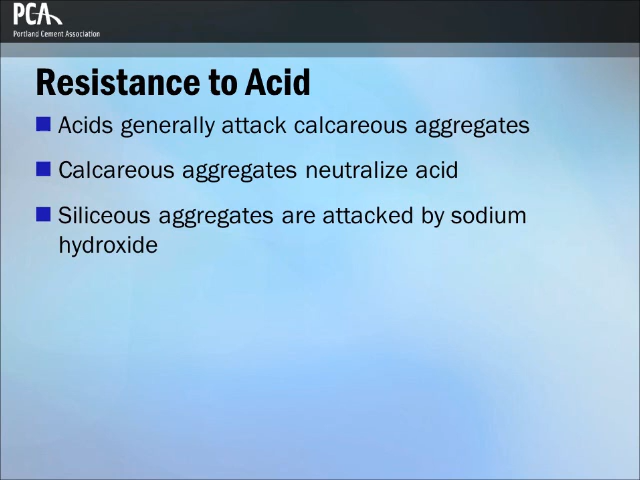 PCA
Portland Cement Association
Resistance to Acid
Acids generally attack calcareous aggregates
Calcareous aggregates neutralize acid
Siliceous aggregates are attacked by sodium
hydroxide